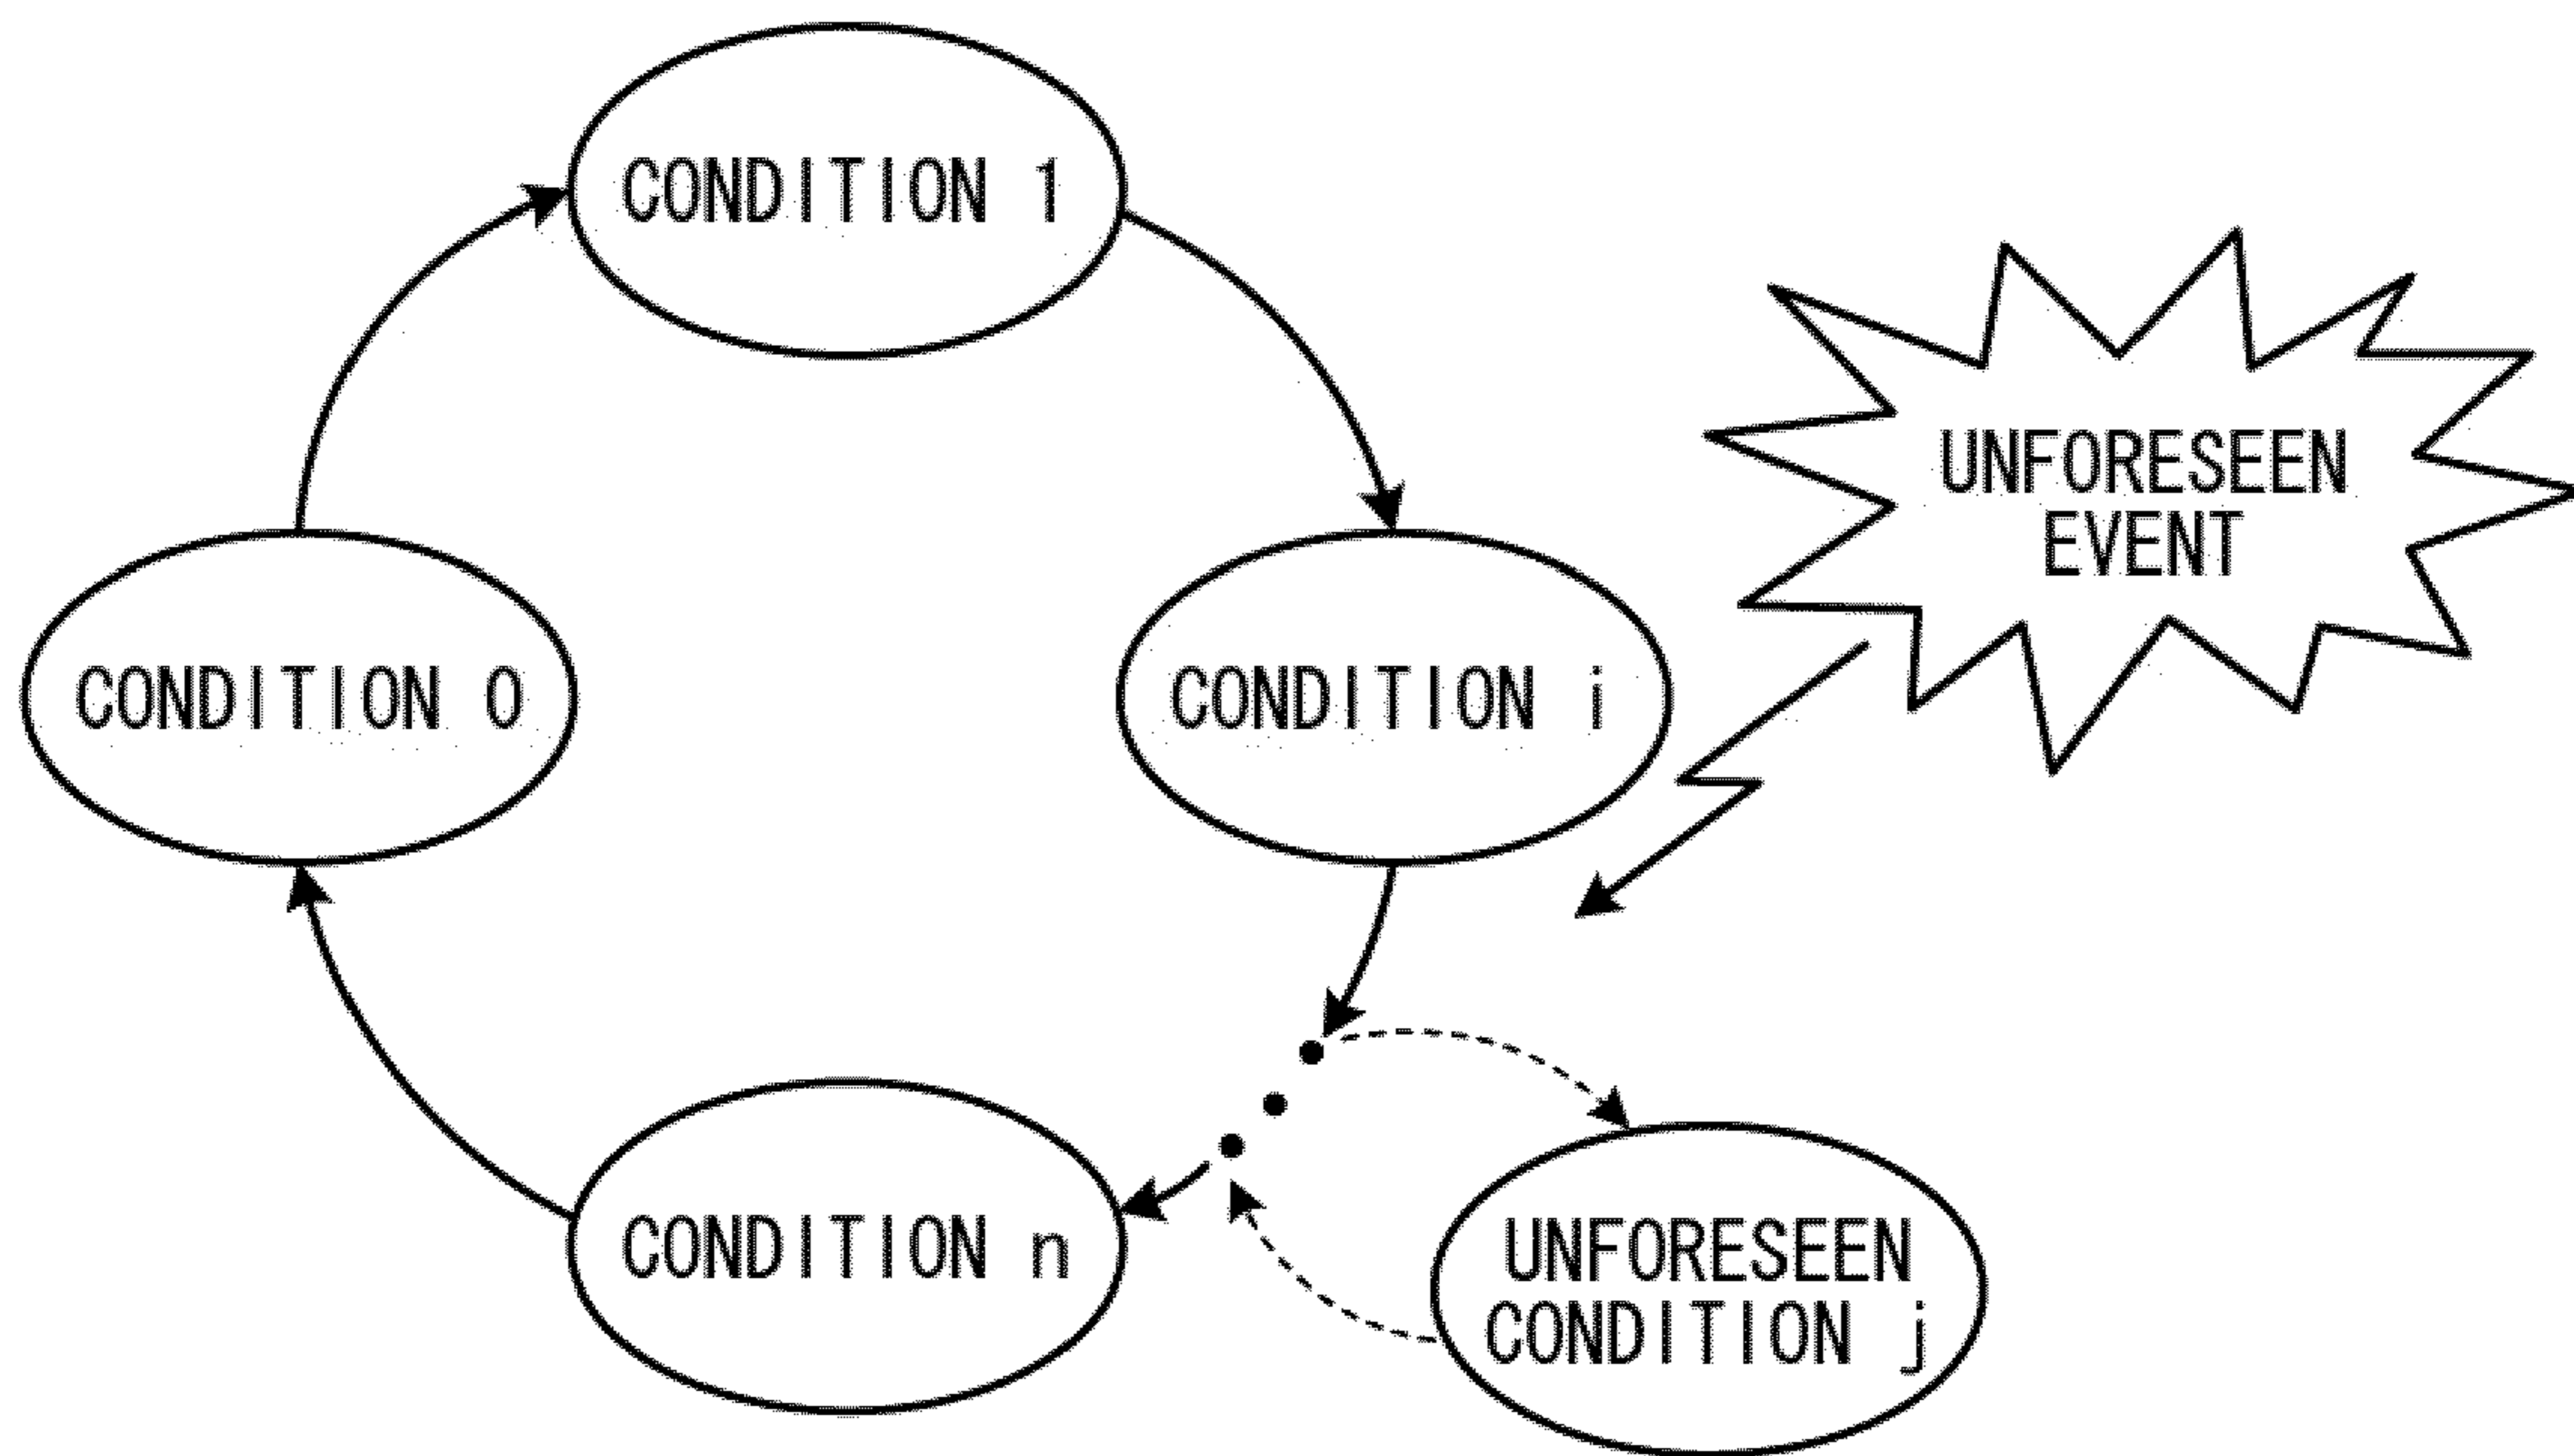 CONDITION 1
UNFORESEEN
EVENT
CONDITION 0
CONDITION i
CONDITION n
UNFORESEEN
CONDITION j